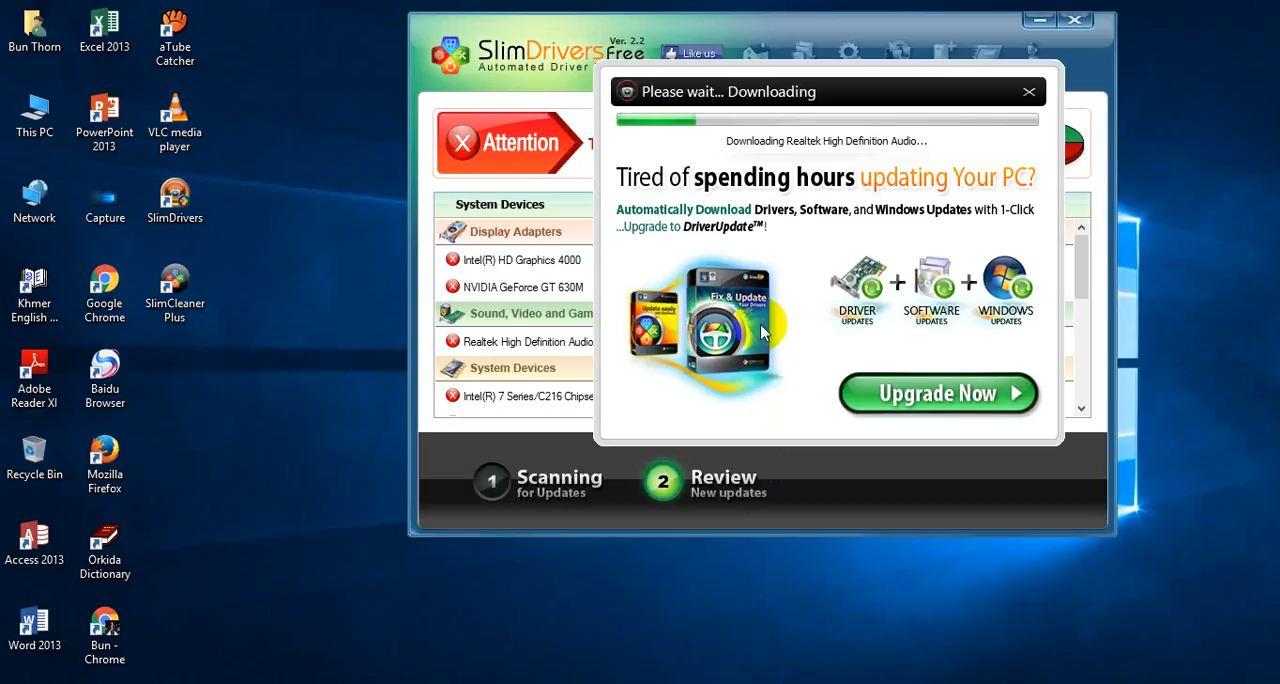 Bun Thorn
Excel 2013
aTube
Catcher
This PC
PowerPoint
2013
VLC media
player
Network
Capture
SlimDrivers
Khmer
English ...
Google
Chrome
SlimCleaner
Plus
Adobe
Reader XI
Baidu
Browser
Recycle Bin
Mozilla
Firefox
Access 2013
Orkida
Dictionary
Word 2013
Bun -
Chrome
SlimDrivers Free
Ver. 2.2
Automated Driver
Like us
Attention
System Devices
Display Adapters
Intel(R) HD Graphics 4000
NVIDIA GeForce GT 630M
Sound, Video and Gam
Realtek High Definition Audio
System Devices
Intel(R) 7 Series/C216 Chipse
Please wait... Downloading
Downloading Realtek High Definition Audio...
Tired of spending hours updating Your PC?
Automatically Download Drivers, Software, and Windows Updates with 1-Click
...Upgrade to DriverUpdate™!
Update easily
Fix & Update
Your Drivers
DRIVER
UPDATES
+
SOFTWARE
UPDATES
+
WINDOWS
UPDATES
Upgrade Now
1 Scanning
for Updates
2 Review
New updates